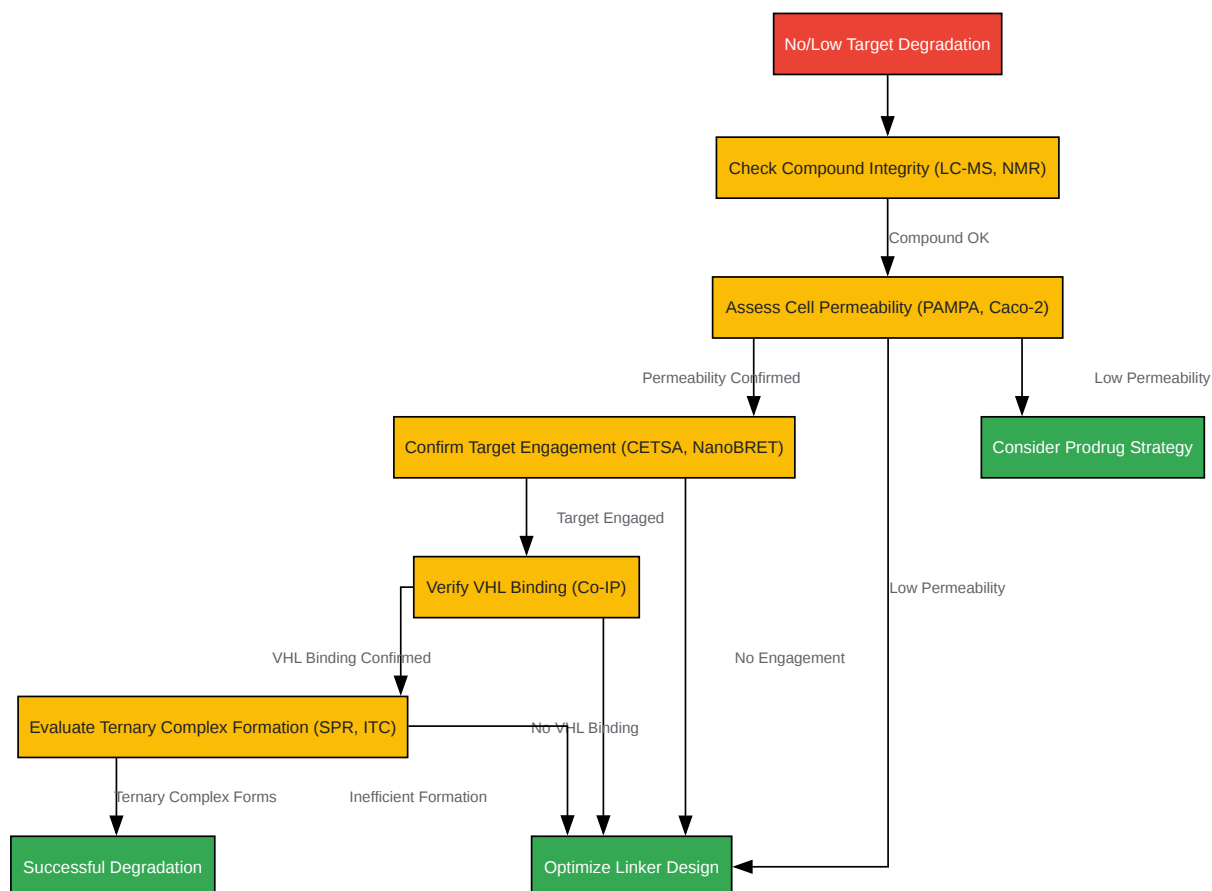 No/Low Target Degradation
Check Compound Integrity (LC-MS, NMR)
Compound OK
Assess Cell Permeability (PAMPA, Caco-2)
Permeability Confirmed
Low Permeability
Confirm Target Engagement (CETSA, NanoBRET)
Consider Prodrug Strategy
Target Engaged
Verify VHL Binding (Co-IP)
Low Permeability
VHL Binding Confirmed
No Engagement
Evaluate Ternary Complex Formation (SPR, ITC)
No VHL Binding
Ternary Complex Forms
Inefficient Formation
Successful Degradation
Optimize Linker Design